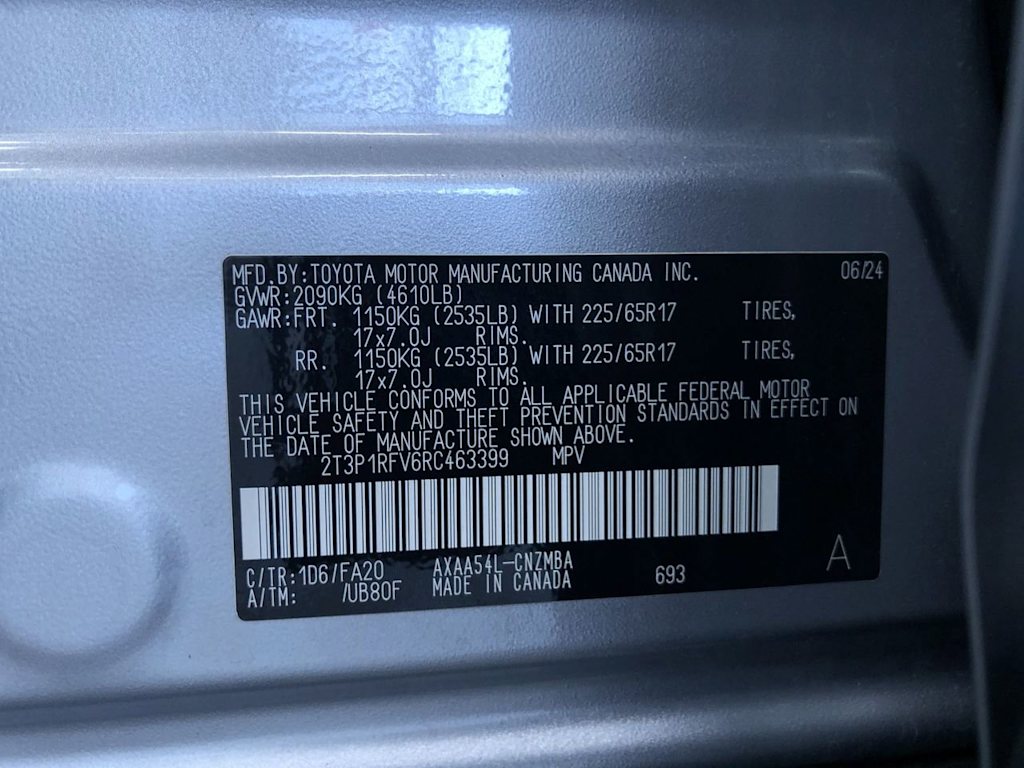 MFD.BY:TOYOTA MOTOR MANUFACTURING CANADA INC. 06/24
GVWR:2090KG (4610LB)
GAWR:FRT. 1150KG (2535LB) WITH 225/65R17 TIRES,
17x7.0J RIMS.
RR. 1150KG (2535LB) WITH 225/65R17 TIRES,
17x7.0J RIMS.
THIS VEHICLE CONFORMS TO ALL APPLICABLE FEDERAL MOTOR
VEHICLE SAFETY AND THEFT PREVENTION STANDARDS IN EFFECT ON
THE DATE OF MANUFACTURE SHOWN ABOVE.
2T3P1RFV6RC463399 MPV
C/TR:1D6/FA20 AXAA54L-CNZMBA
A/TM: /UB80F MADE IN CANADA 693 A